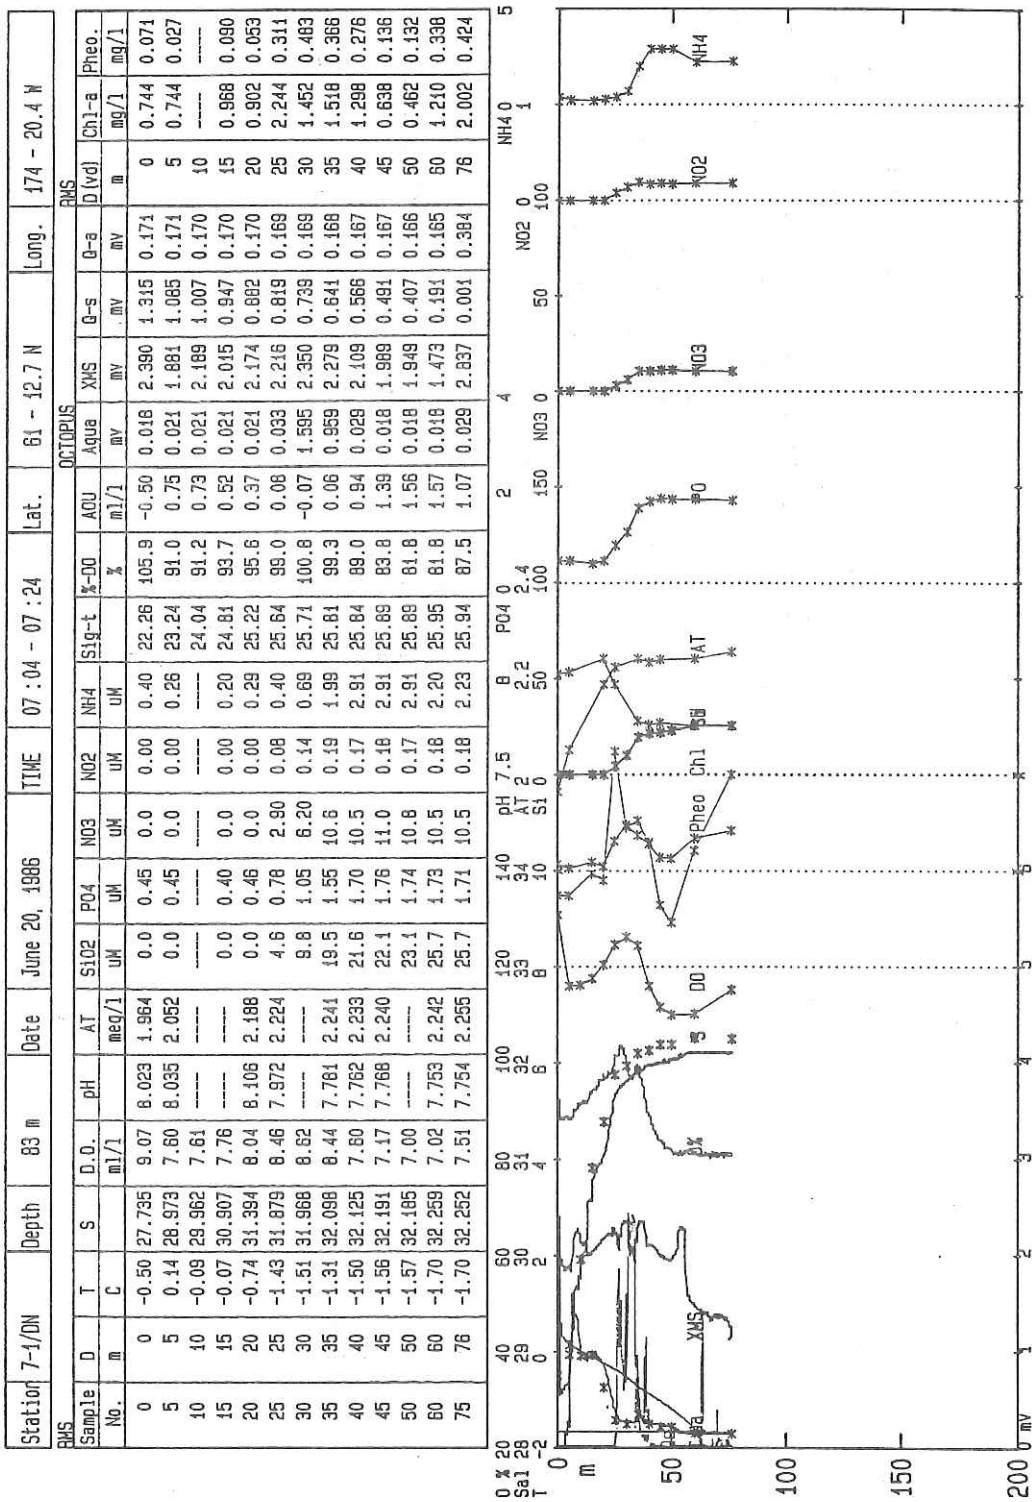 Station 7-1/DN Depth 83 m Date June 20, 1986 TIME 07:04 - 07:24 Lat. 61 - 12.7 N Long. 174 - 20.4 W
RMS OCTOPUS RMS
Sample D T S D.O. pH AT SiO2 PO4 NO3 NO2 NH4 Sig-t %-DO AOU Aqua XMS Q-s Q-a D(vd) Chl-a Pheo.
No. m C ml/l meq/l uM uM uM uM uM % ml/l mv mv mv mv m mg/l mg/l
0 0 -0.50 27.735 9.07 8.023 1.964 0.0 0.45 0.0 0.00 0.40 22.26 105.9 -0.50 0.018 2.390 1.315 0.171 0 0.744 0.071
5 5 0.14 28.973 7.60 8.035 2.052 0.0 0.45 0.0 0.00 0.26 23.24 91.0 0.75 0.021 1.881 1.085 0.171 5 0.744 0.027
10 10 -0.09 29.962 7.61 ---- ---- ---- ---- ---- ---- ---- 24.04 91.2 0.73 0.021 2.189 1.007 0.170 10 ---- ----
15 15 -0.07 30.907 7.76 ---- ---- 0.0 0.40 0.0 0.00 0.20 24.81 93.7 0.52 0.021 2.015 0.947 0.170 15 0.968 0.090
20 20 -0.74 31.394 8.04 8.106 2.188 0.0 0.46 0.0 0.00 0.29 25.22 95.6 0.37 0.021 2.174 0.882 0.170 20 0.902 0.053
25 25 -1.43 31.879 8.46 7.972 2.224 4.6 0.78 2.90 0.08 0.40 25.64 99.0 0.08 0.033 2.216 0.819 0.169 25 2.244 0.311
30 30 -1.51 31.968 8.62 ---- ---- 9.8 1.05 6.20 0.14 0.69 25.71 100.8 -0.07 1.595 2.350 0.739 0.169 30 1.452 0.483
35 35 -1.31 32.098 8.44 7.781 2.241 19.5 1.55 10.6 0.19 1.99 25.81 99.3 0.06 0.959 2.279 0.641 0.168 35 1.518 0.366
40 40 -1.50 32.125 7.60 7.762 2.233 21.6 1.70 10.5 0.17 2.91 25.84 89.0 0.94 0.029 2.109 0.566 0.167 40 1.298 0.276
45 45 -1.56 32.191 7.17 7.768 2.240 22.1 1.76 11.0 0.18 2.91 25.89 83.8 1.39 0.018 1.989 0.491 0.167 45 0.638 0.136
50 50 -1.57 32.185 7.00 ---- ---- 23.1 1.74 10.8 0.17 2.91 25.89 81.8 1.56 0.018 1.949 0.407 0.166 50 0.462 0.132
60 60 -1.70 32.259 7.02 7.753 2.242 25.7 1.73 10.5 0.18 2.20 25.95 81.8 1.57 0.018 1.473 0.191 0.165 60 1.210 0.338
75 76 -1.70 32.252 7.51 7.754 2.255 25.7 1.71 10.5 0.18 2.23 25.94 87.5 1.07 0.029 2.837 0.001 0.384 76 2.002 0.424
O % 20 40 60 80 100 120 140 pH 7.5 8 PO4 0 2 4 NH4 0 5
Sal 28 29 30 31 32 33 34 AT 2 2.2 2.4 NO2 0 1
T -2 0 2 4 6 8 10 Si 0 50 100 150 NO3 0 50 100
0
m
50
100
150
200
XMS
D%
S
DO
Pheo
Chl
AT
NO3
NO2
NH4
0 mv 1 2 3 4